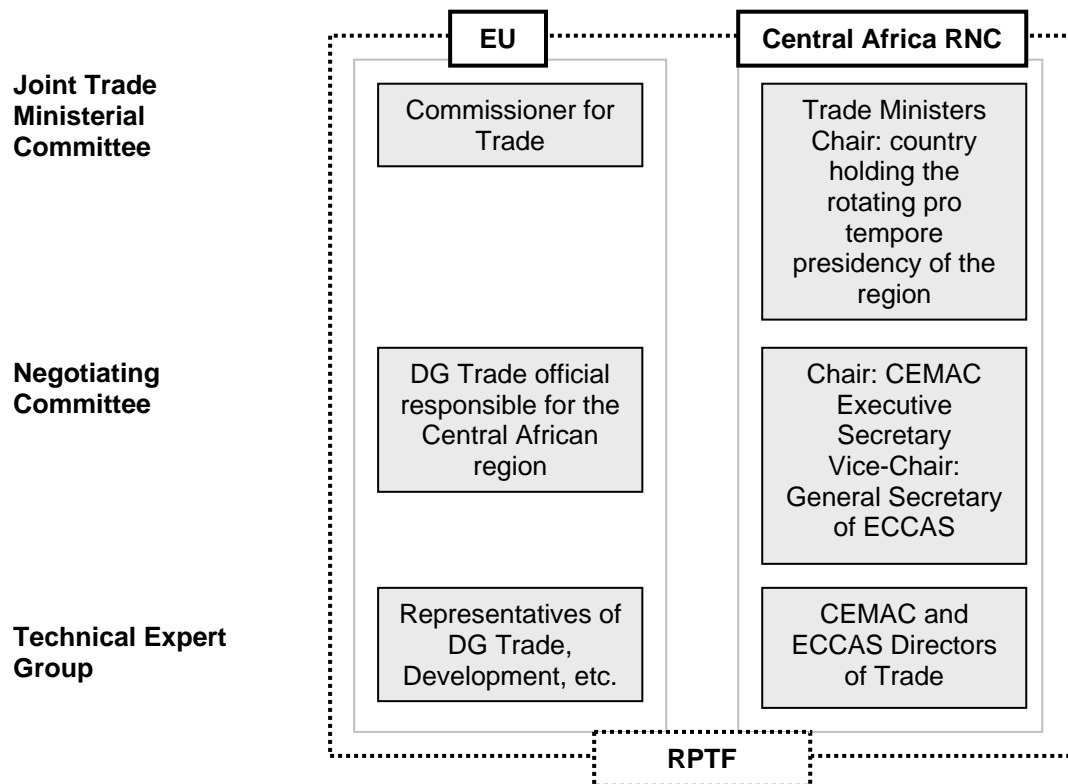 EU
Central Africa RNC
Joint Trade
Ministerial
Committee
Commissioner for
Trade
Trade Ministers
Chair: country
holding the
rotating pro
tempore
presidency of the
region
Negotiating
Committee
DG Trade official
responsible for the
Central African
region
Chair: CEMAC
Executive
Secretary
Vice-Chair:
General Secretary
of ECCAS
Technical Expert
Group
Representatives of
DG Trade,
Development, etc.
CEMAC and
ECCAS Directors
of Trade
RPTF